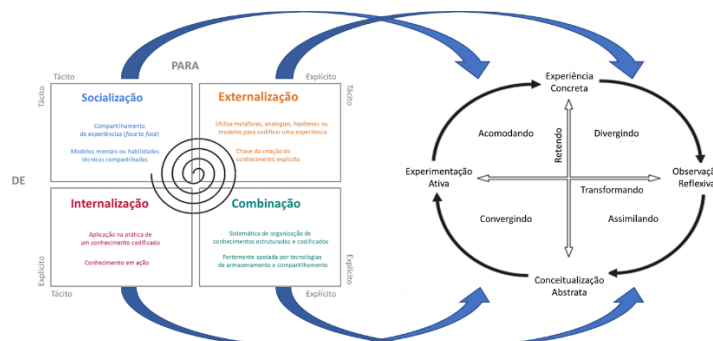 PARA
Tácito
Explícito
Tácito
Tácito
DE
Socialização
Compartilhamento
de experiências (face to face)
Modelos mentais ou habilidades
técnicas compartilhadas
Externalização
Utiliza metáforas, analogias, hipóteses ou
modelos para codificar uma experiência
Chave da criação do
conhecimento explícito
Internalização
Aplicação na prática de
um conhecimento codificado
Conhecimento em ação
Combinação
Sistemática de organização de
conhecimentos estruturados e codificados
Fortemente apoiada por tecnologias
de armazenamento e compartilhamento
Explícito
Explícito
Tácito
Explícito
Experiência
Concreta
Acomodando
Divergindo
Retendo
Experimentação
Ativa
Transformando
Observação
Reflexiva
Convergindo
Assimilando
Conceitualização
Abstrata